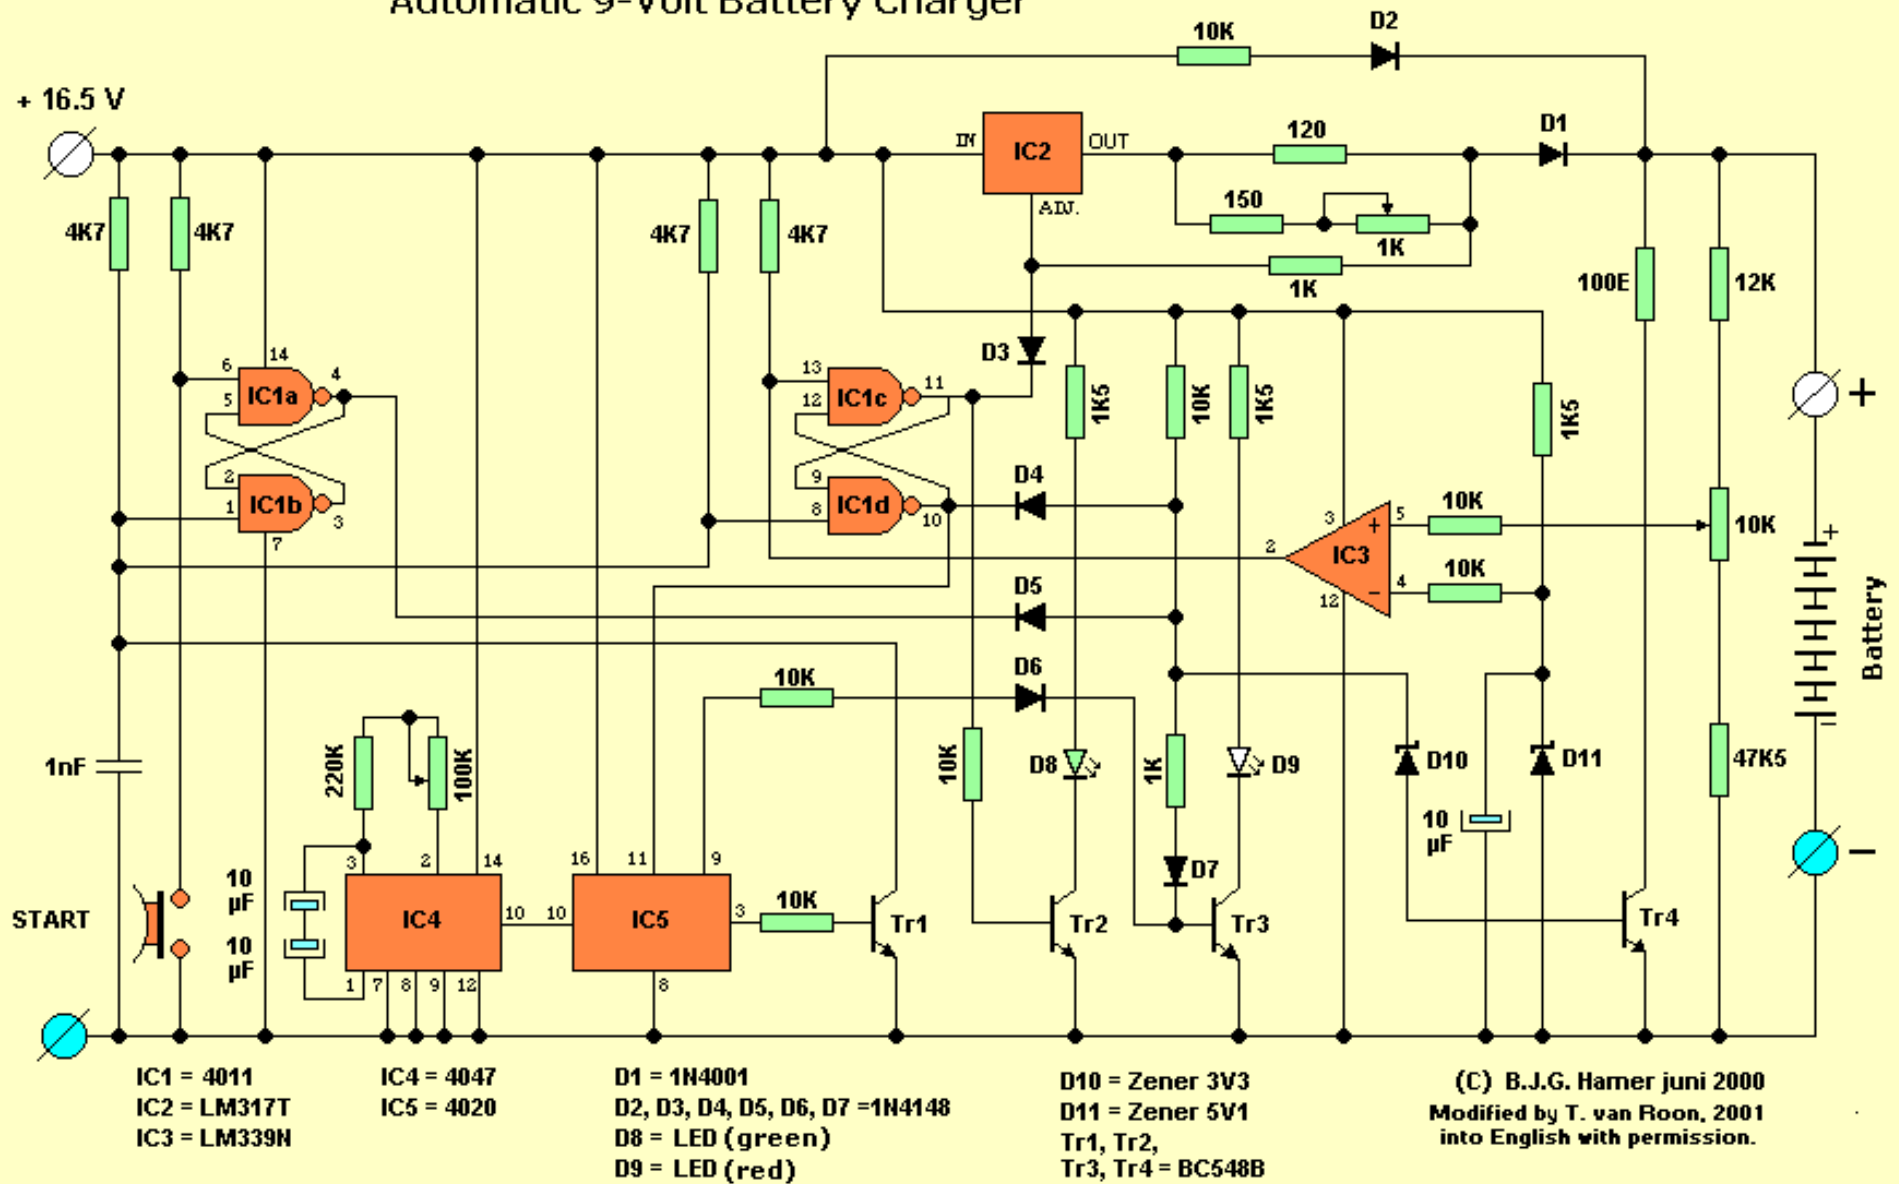 Automatic 9-Volt Battery Charger
+ 16.5 V
10K
D2
IN
IC2
OUT
ADJ.
120
D1
150
1K
1K
4K7
4K7
4K7
4K7
100E
12K
6
5
14
IC1a
4
2
1
IC1b
3
7
13
12
IC1c
11
9
8
IC1d
10
D3
1K5
10K
1K5
1K5
D4
D5
D6
3
5
10K
2
IC3
+
−
4
10K
12
10K
+
+
−
−
Battery
10K
1nF
220K
100K
10K
D8
1K
D9
D10
D11
10
µF
47K5
START
10
µF
10
µF
3
2
14
IC4
10
1
7
8
9
12
16
11
9
10
IC5
3
8
10K
Tr1
Tr2
D7
Tr3
Tr4
IC1 = 4011
IC2 = LM317T
IC3 = LM339N
IC4 = 4047
IC5 = 4020
D1 = 1N4001
D2, D3, D4, D5, D6, D7 =1N4148
D8 = LED (green)
D9 = LED (red)
D10 = Zener 3V3
D11 = Zener 5V1
Tr1, Tr2,
Tr3, Tr4 = BC548B
(C) B.J.G. Hamer juni 2000
Modified by T. van Roon, 2001
into English with permission.